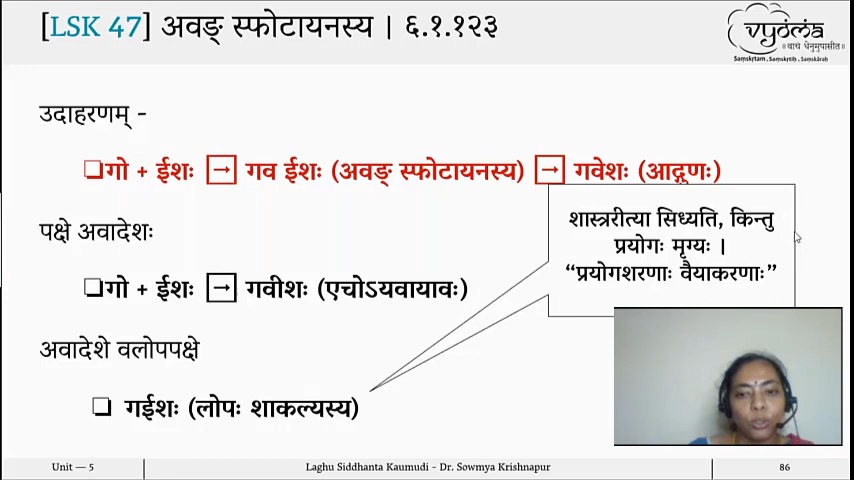 [LSK 47] अवङ् स्फोटायनस्य | ६.१.१२३
vyoma
॥ वाचं धेनुमुपासीत॥
Saṃskṛtam . Saṃskṛtiḥ . Saṃskāraḥ
उदाहरणम् -
❑गो + ईशः → गव ईशः (अवङ् स्फोटायनस्य) → गवेशः (आद्गुणः)
पक्षे अवादेशः
❑गो + ईशः → गवीशः (एचोऽयवायावः)
शास्त्ररीत्या सिध्यति, किन्तु
प्रयोगः मृग्यः |
“प्रयोगशरणाः वैयाकरणाः”
अवादेशे वलोपपक्षे
❑ गईशः (लोपः शाकल्यस्य)
Unit — 5
Laghu Siddhanta Kaumudi - Dr. Sowmya Krishnapur
86